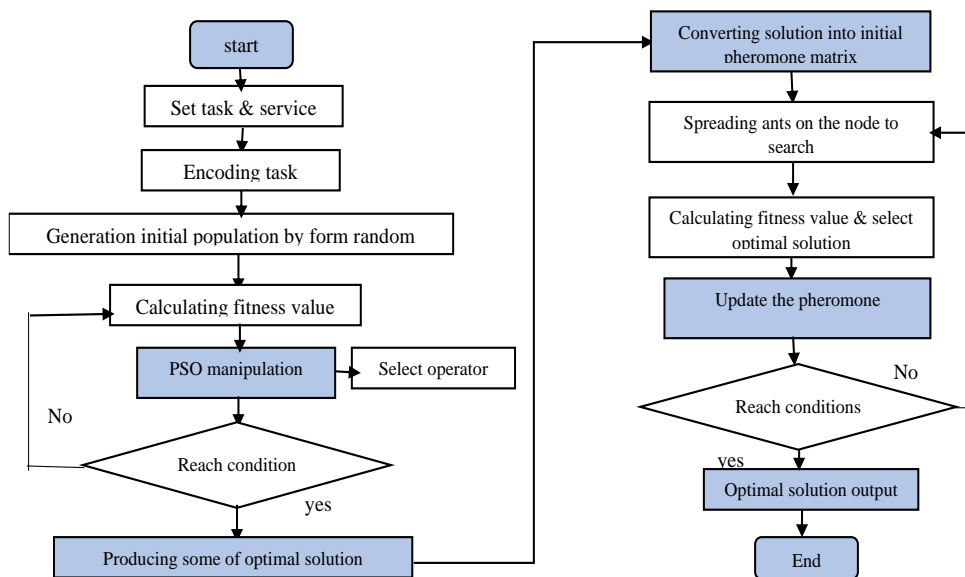 start
Set task & service
Encoding task
Generation initial population by form random
Calculating fitness value
PSO manipulation
Select operator
No
Reach condition
yes
Producing some of optimal solution
Converting solution into initial
pheromone matrix
Spreading ants on the node to
search
Calculating fitness value & select
optimal solution
Update the pheromone
No
Reach conditions
yes
Optimal solution output
End